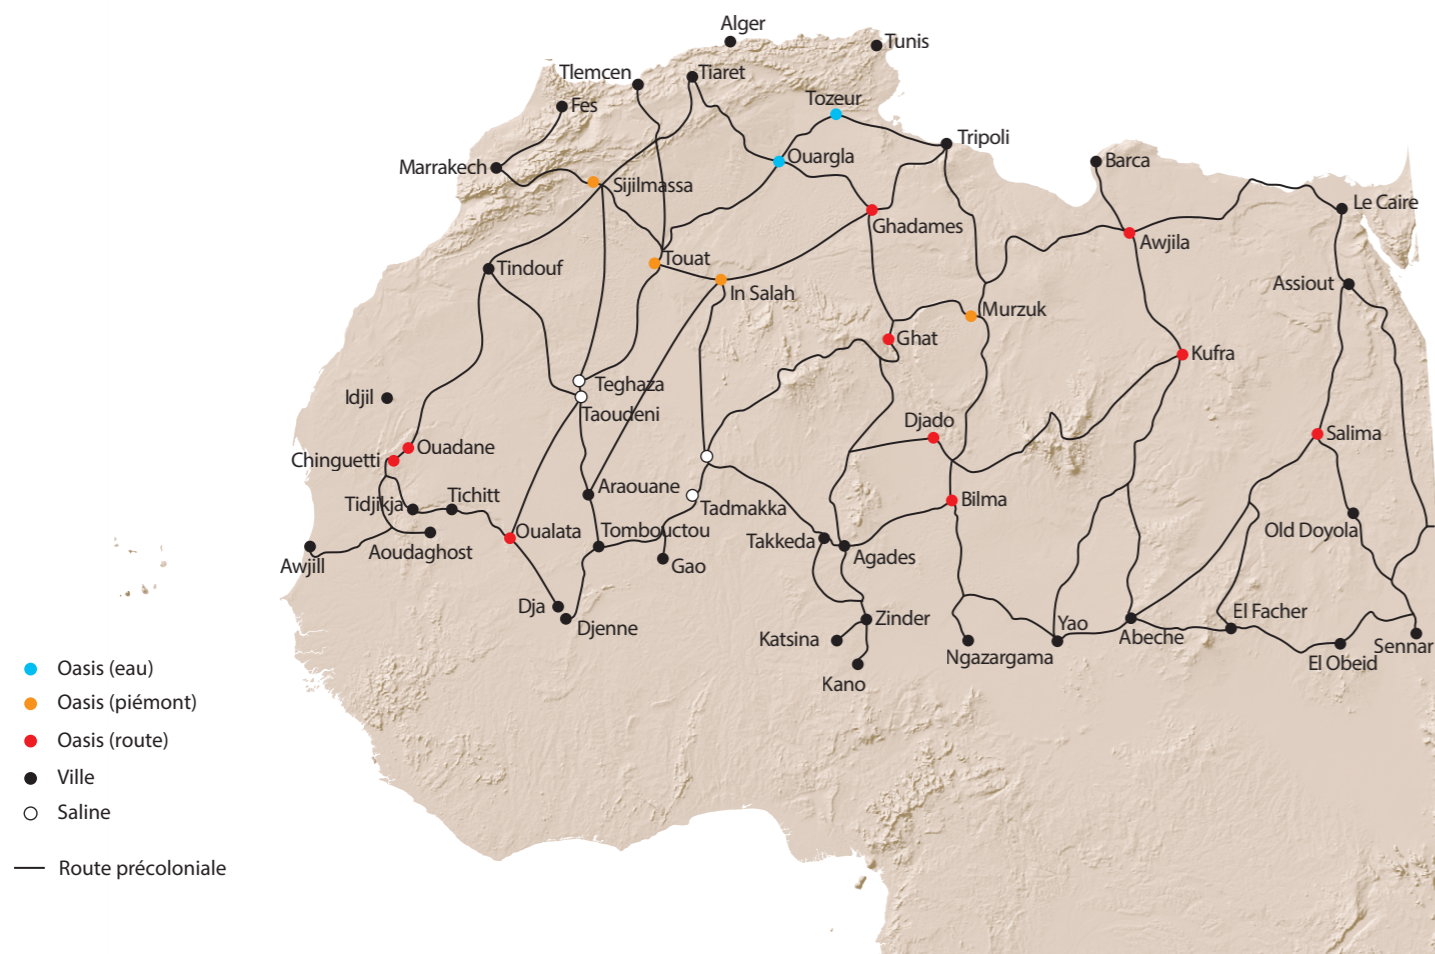 Alger
Tunis
Tlemcen
Tiaret
Fes
Tozeur
Tripoli
Marrakech
Ouargla
Barca
Sijilmassa
Le Caire
Ghadames
Awjila
Touat
Tindouf
In Salah
Assiout
Murzuk
Ghat
Kufra
Teghaza
Idjil
Taoudeni
Djado
Salima
Ouadane
Chinguetti
Araouane
Tidjikja
Tichitt
Bilma
Tadmakka
Oualata
Tombouctou
Old Doyola
Takkeda
Aoudaghost
Agades
Awjill
Gao
Dja
Djenne
Zinder
El Facher
Yao
Abeche
Katsina
Ngazargama
Sennar
El Obeid
Kano
Oasis (eau)
Oasis (piémont)
Oasis (route)
Ville
Saline
Route précoloniale